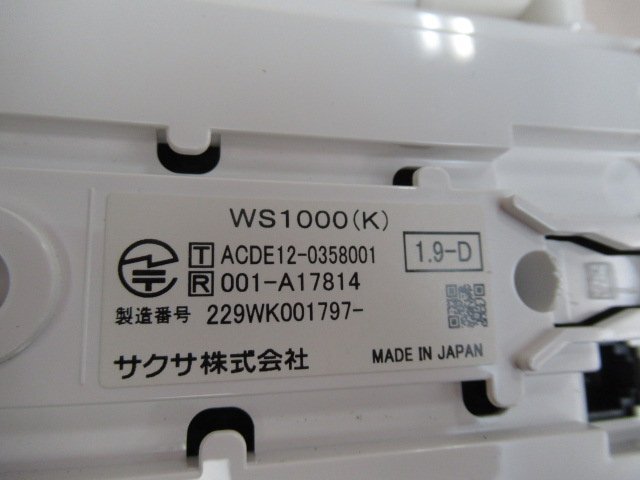 WS1000(K)
T ACDE12-0358001 1.9-D
R 001-A17814
製造番号 229WK001797-
サクサ株式会社 MADE IN JAPAN